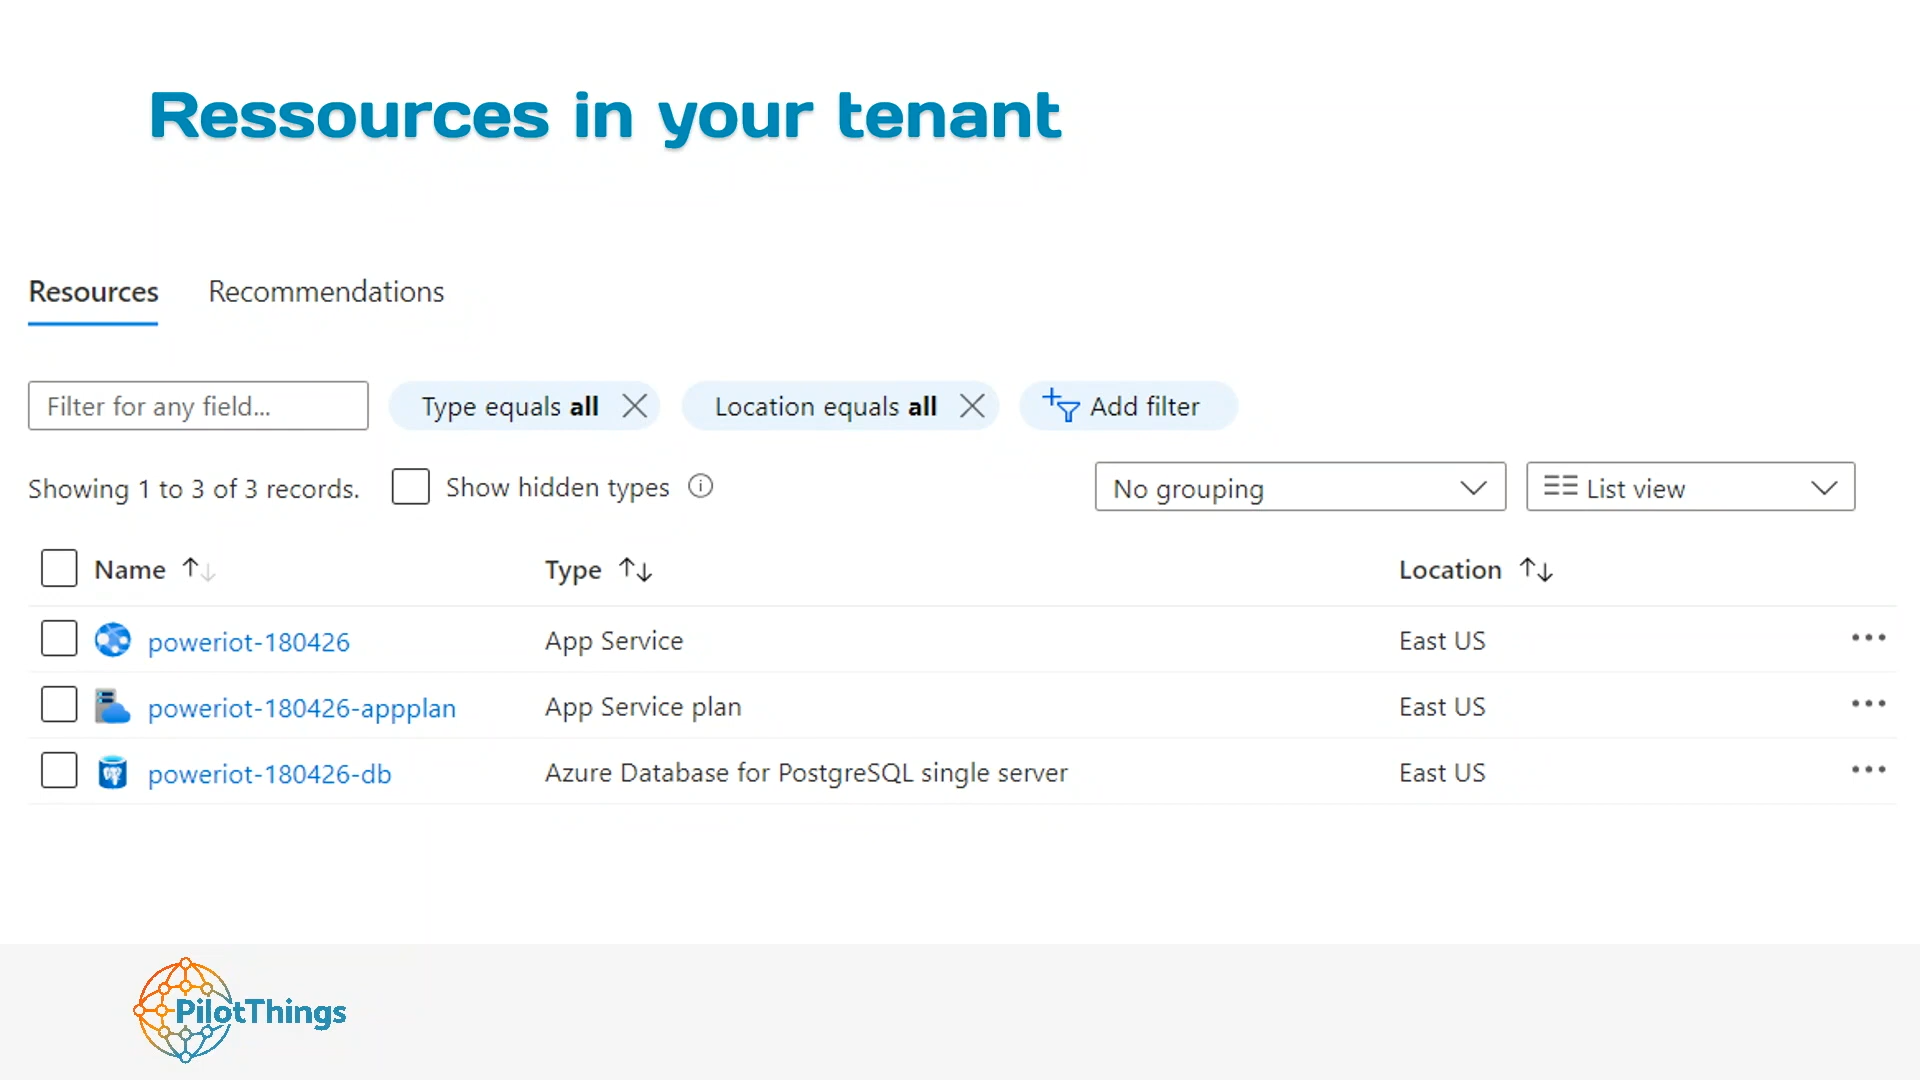 Ressources in your tenant
Resources Recommendations
Filter for any field... Type equals all Location equals all Add filter
Showing 1 to 3 of 3 records. Show hidden types No grouping List view
Name Type Location
poweriot-180426 App Service East US
poweriot-180426-appplan App Service plan East US
poweriot-180426-db Azure Database for PostgreSQL single server East US
PilotThings